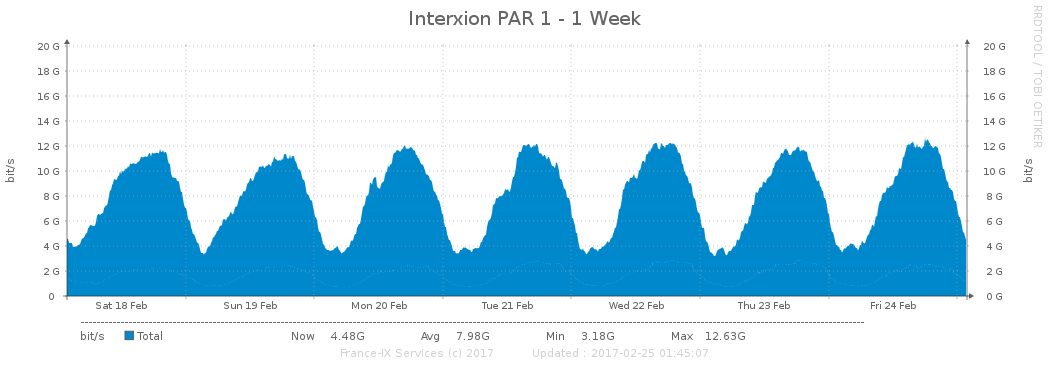 Interxion PAR 1 - 1 Week
RRDTOOL / TOBI OETIKER
bit/s
20 G 20 G
18 G 18 G
16 G 16 G
14 G 14 G
12 G 12 G
10 G 10 G
8 G 8 G
6 G 6 G
4 G 4 G
2 G 2 G
0 0 G
bit/s
Sat 18 Feb Sun 19 Feb Mon 20 Feb Tue 21 Feb Wed 22 Feb Thu 23 Feb Fri 24 Feb
bit/s Total Now 4.48G Avg 7.98G Min 3.18G Max 12.63G
France-IX Services (c) 2017 Updated : 2017-02-25 01:45:07